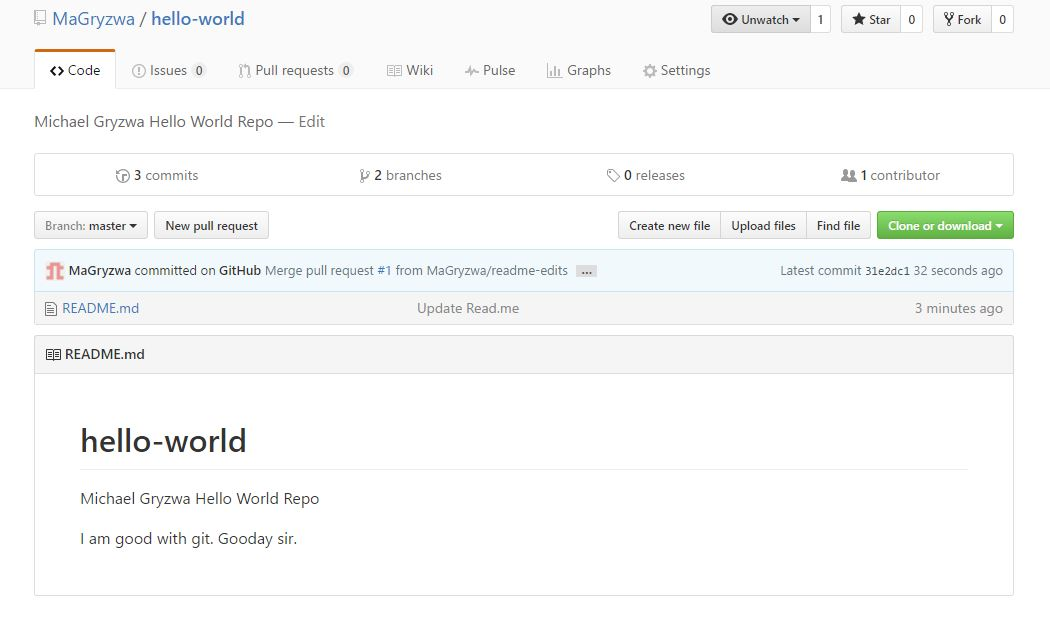 MaGryzwa / hello-world Unwatch 1 Star 0 Fork 0
Code Issues 0 Pull requests 0 Wiki Pulse Graphs Settings
Michael Gryzwa Hello World Repo — Edit
3 commits 2 branches 0 releases 1 contributor
Branch: master New pull request Create new file Upload files Find file Clone or download
MaGryzwa committed on GitHub Merge pull request #1 from MaGryzwa/readme-edits ... Latest commit 31e2dc1 32 seconds ago
README.md Update Read.me 3 minutes ago
README.md
hello-world
Michael Gryzwa Hello World Repo
I am good with git. Gooday sir.